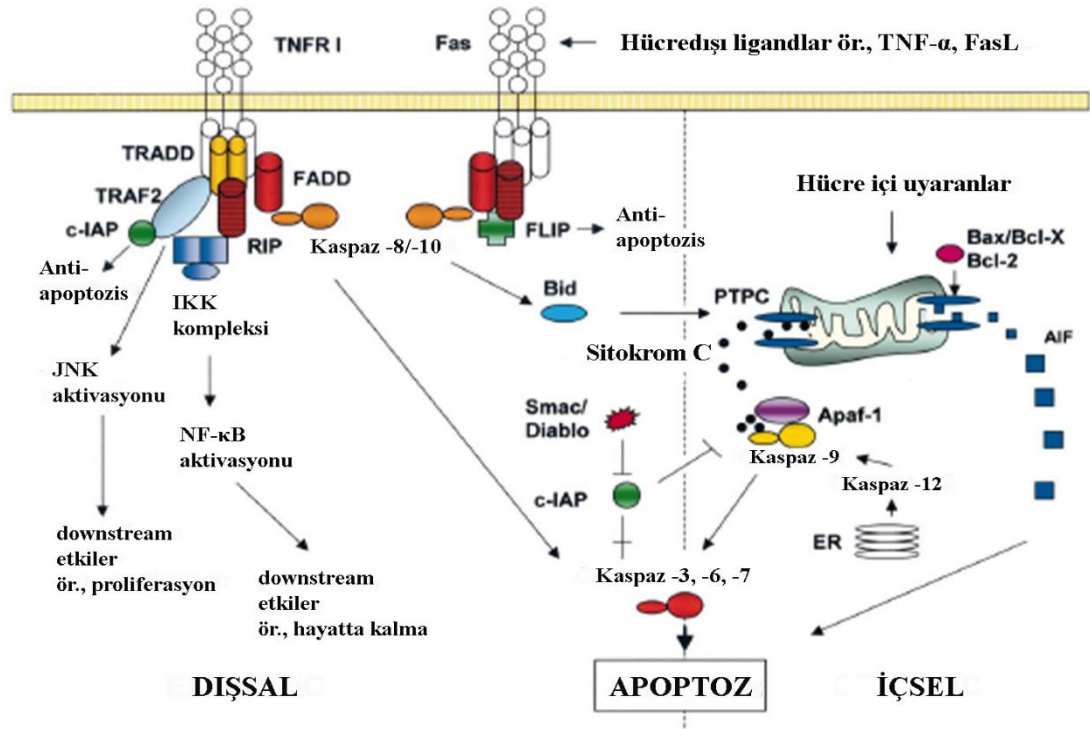 TNFR I
Fas
Hücredışı ligandlar ör., TNF-α, FasL
TRADD
TRAF2
FADD
c-IAP
RIP
Kaspaz -8/-10
FLIP
Anti-
apoptozis
Anti-
apoptozis
IKK
kompleksi
Bid
Hücre içi uyaranlar
Bax/Bcl-X
Bcl-2
PTPC
Sitokrom C
AIF
JNK
aktivasyonu
NF-κB
aktivasyonu
Smac/
Diablo
Apaf-1
Kaspaz -9
c-IAP
Kaspaz -12
ER
downstream
etkiler
ör., proliferasyon
downstream
etkiler
ör., hayatta kalma
Kaspaz -3, -6, -7
DIŞSAL
APOPTOZ
İÇSEL